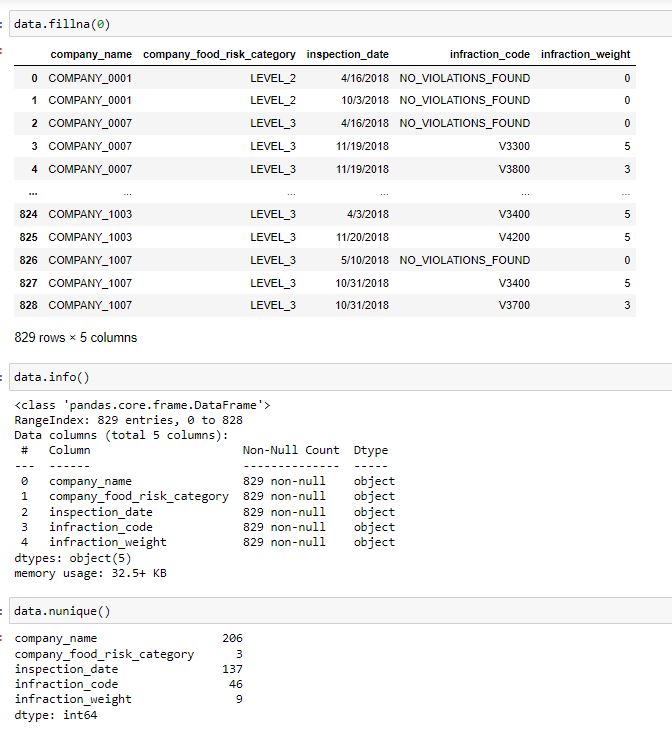 data.fillna(0)
company_name company_food_risk_category inspection_date infraction_code infraction_weight
0 COMPANY_0001 LEVEL_2 4/16/2018 NO_VIOLATIONS_FOUND 0
1 COMPANY_0001 LEVEL_2 10/3/2018 NO_VIOLATIONS_FOUND 0
2 COMPANY_0007 LEVEL_3 4/16/2018 NO_VIOLATIONS_FOUND 0
3 COMPANY_0007 LEVEL_3 11/19/2018 V3300 5
4 COMPANY_0007 LEVEL_3 11/19/2018 V3800 3
... ... ... ... ... ...
824 COMPANY_1003 LEVEL_3 4/3/2018 V3400 5
825 COMPANY_1003 LEVEL_3 11/20/2018 V4200 5
826 COMPANY_1007 LEVEL_3 5/10/2018 NO_VIOLATIONS_FOUND 0
827 COMPANY_1007 LEVEL_3 10/31/2018 V3400 5
828 COMPANY_1007 LEVEL_3 10/31/2018 V3700 3
829 rows × 5 columns
data.info()
<class 'pandas.core.frame.DataFrame'>
RangeIndex: 829 entries, 0 to 828
Data columns (total 5 columns):
# Column Non-Null Count Dtype
--- ------ -------------- -----
0 company_name 829 non-null object
1 company_food_risk_category 829 non-null object
2 inspection_date 829 non-null object
3 infraction_code 829 non-null object
4 infraction_weight 829 non-null object
dtypes: object(5)
memory usage: 32.5+ KB
data.nunique()
company_name 206
company_food_risk_category 3
inspection_date 137
infraction_code 46
infraction_weight 9
dtype: int64